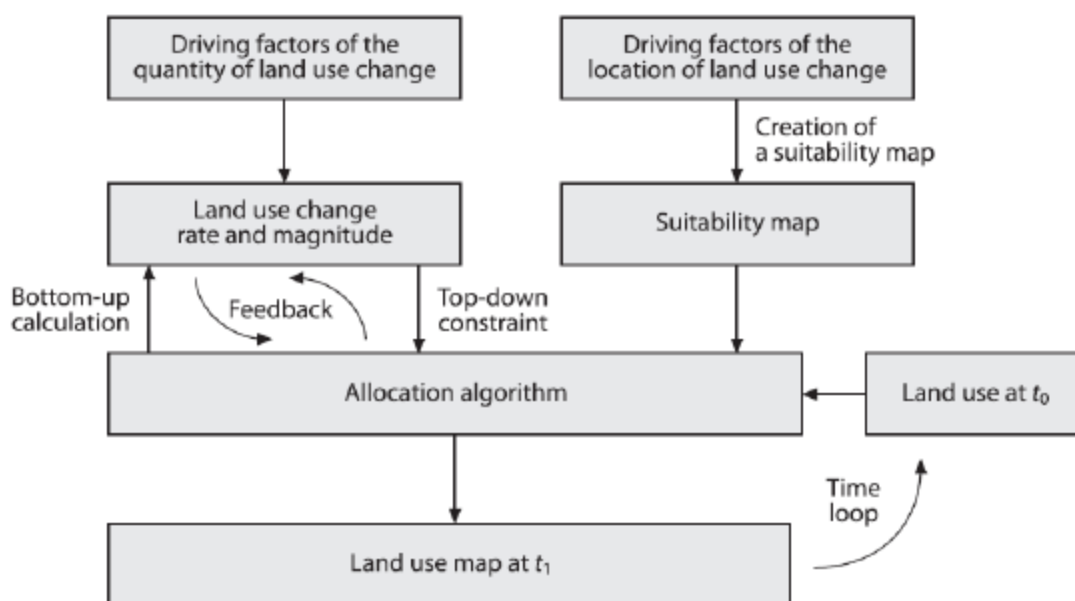 Driving factors of the
quantity of land use change
Driving factors of the
location of land use change
Creation of
a suitability map
Land use change
rate and magnitude
Suitability map
Bottom-up
calculation
Feedback
Top-down
constraint
Allocation algorithm
Land use at t₀
Time
loop
Land use map at t₁